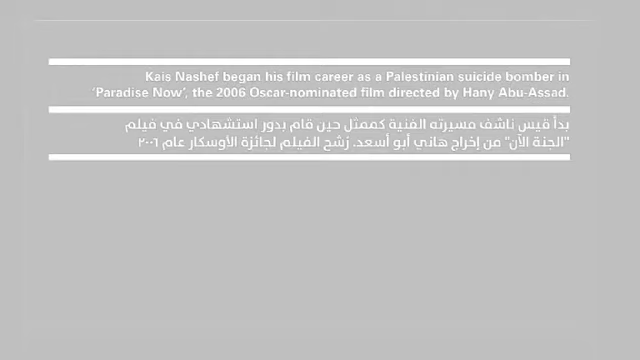 Kais Nashef began his film career as a Palestinian suicide bomber in
'Paradise Now', the 2006 Oscar-nominated film directed by Hany Abu-Assad.
بدأ قيس ناشف مسيرته الفنية كممثل حين قام بدور استشهادي في فيلم
"الجنة الآن" من إخراج هاني أبو أسعد. رُشح الفيلم لجائزة الأوسكار عام ٢٠٠٦